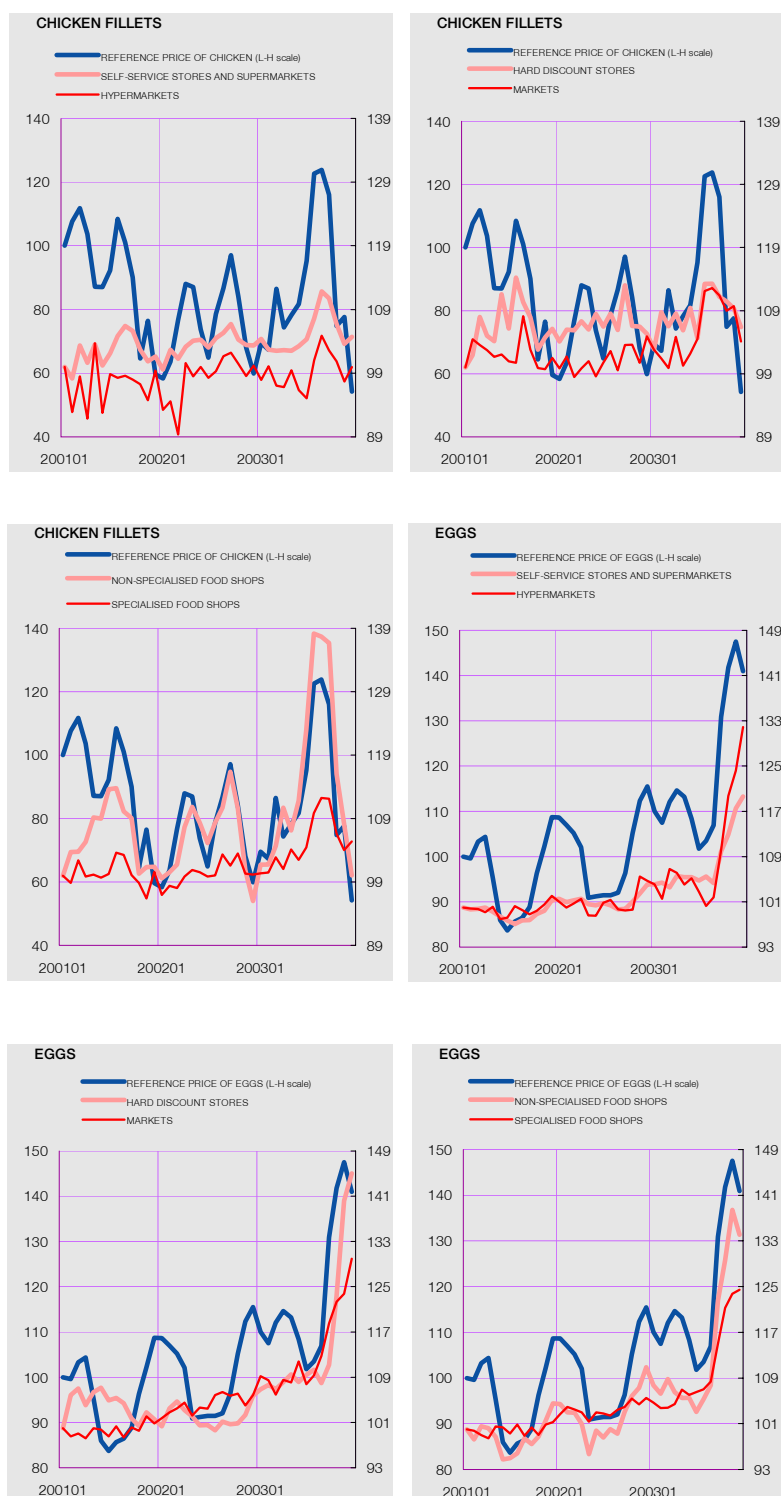 CHICKEN FILLETS
REFERENCE PRICE OF CHICKEN (L-H scale)
SELF-SERVICE STORES AND SUPERMARKETS
HYPERMARKETS
140 139
120 129
100 119
80 109
60 99
40 89
200101 200201 200301
CHICKEN FILLETS
REFERENCE PRICE OF CHICKEN (L-H scale)
HARD DISCOUNT STORES
MARKETS
140 139
120 129
100 119
80 109
60 99
40 89
200101 200201 200301
CHICKEN FILLETS
REFERENCE PRICE OF CHICKEN (L-H scale)
NON-SPECIALISED FOOD SHOPS
SPECIALISED FOOD SHOPS
140 139
120 129
100 119
80 109
60 99
40 89
200101 200201 200301
EGGS
REFERENCE PRICE OF EGGS (L-H scale)
SELF-SERVICE STORES AND SUPERMARKETS
HYPERMARKETS
150 149
140 141
130 133
120 125
110 117
100 109
90 101
80 93
200101 200201 200301
EGGS
REFERENCE PRICE OF EGGS (L-H scale)
HARD DISCOUNT STORES
MARKETS
150 149
140 141
130 133
120 125
110 117
100 109
90 101
80 93
200101 200201 200301
EGGS
REFERENCE PRICE OF EGGS (L-H scale)
NON-SPECIALISED FOOD SHOPS
SPECIALISED FOOD SHOPS
150 149
140 141
130 133
120 125
110 117
100 109
90 101
80 93
200101 200201 200301